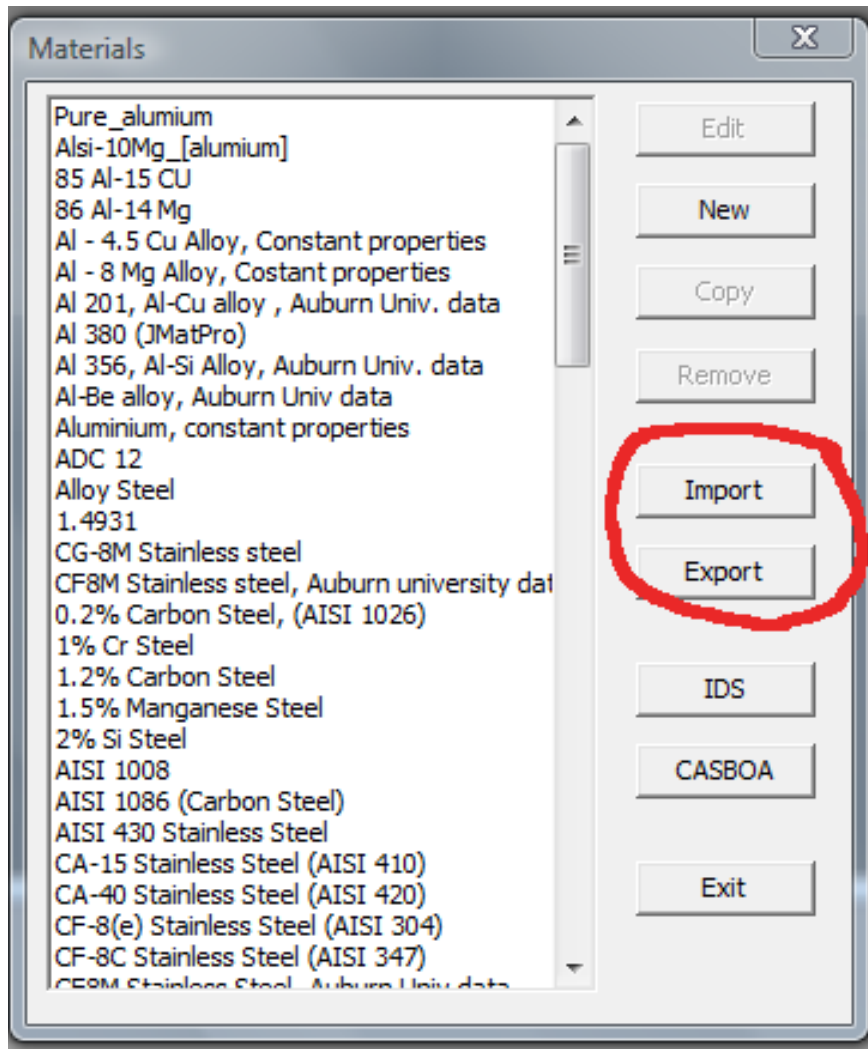 Materials
Pure_alumium
Alsi-10Mg_[alumium]
85 Al-15 CU
86 Al-14 Mg
Al - 4.5 Cu Alloy, Constant properties
Al - 8 Mg Alloy, Costant properties
Al 201, Al-Cu alloy , Auburn Univ. data
Al 380 (JMatPro)
Al 356, Al-Si Alloy, Auburn Univ. data
Al-Be alloy, Auburn Univ data
Aluminium, constant properties
ADC 12
Alloy Steel
1.4931
CG-8M Stainless steel
CF8M Stainless steel, Auburn university dat
0.2% Carbon Steel, (AISI 1026)
1% Cr Steel
1.2% Carbon Steel
1.5% Manganese Steel
2% Si Steel
AISI 1008
AISI 1086 (Carbon Steel)
AISI 430 Stainless Steel
CA-15 Stainless Steel (AISI 410)
CA-40 Stainless Steel (AISI 420)
CF-8(e) Stainless Steel (AISI 304)
CF-8C Stainless Steel (AISI 347)
CF8M Stainless Steel, Auburn Univ data
Edit
New
Copy
Remove
Import
Export
IDS
CASBOA
Exit